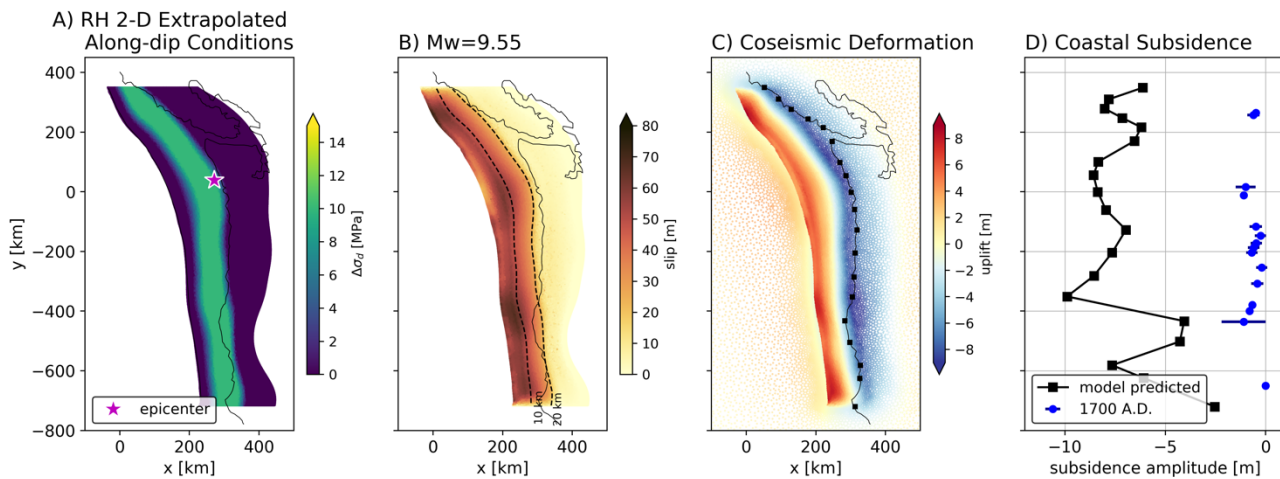 A) RH 2-D Extrapolated
Along-dip Conditions
B) Mw=9.55
C) Coseismic Deformation
D) Coastal Subsidence
400
200
0
−200
−400
−600
−800
y [km]
0
200
400
x [km]
epicenter
14
12
10
8
6
4
2
0
Δσd [MPa]
0
200
400
x [km]
10 km
20 km
80
70
60
50
40
30
20
10
0
slip [m]
0
200
400
x [km]
8
6
4
2
0
−2
−4
−6
−8
uplift [m]
model predicted
1700 A.D.
−10
−5
0
subsidence amplitude [m]